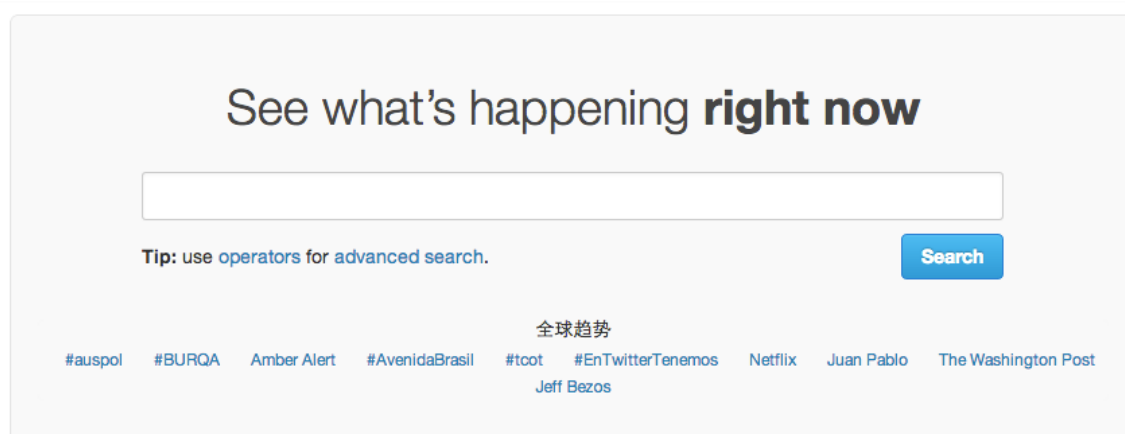 See what's happening right now
Tip: use operators for advanced search.
Search
全球趋势
#auspol #BURQA Amber Alert #AvenidaBrasil #tcot #EnTwitterTenemos Netflix Juan Pablo The Washington Post
Jeff Bezos